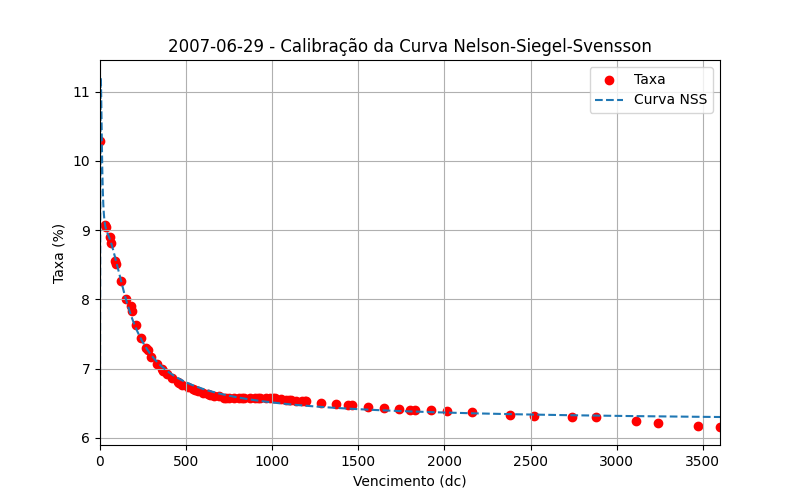 2007-06-29 - Calibração da Curva Nelson-Siegel-Svensson
Taxa
Curva NSS
Taxa (%)
11
10
9
8
7
6
0 500 1000 1500 2000 2500 3000 3500
Vencimento (dc)